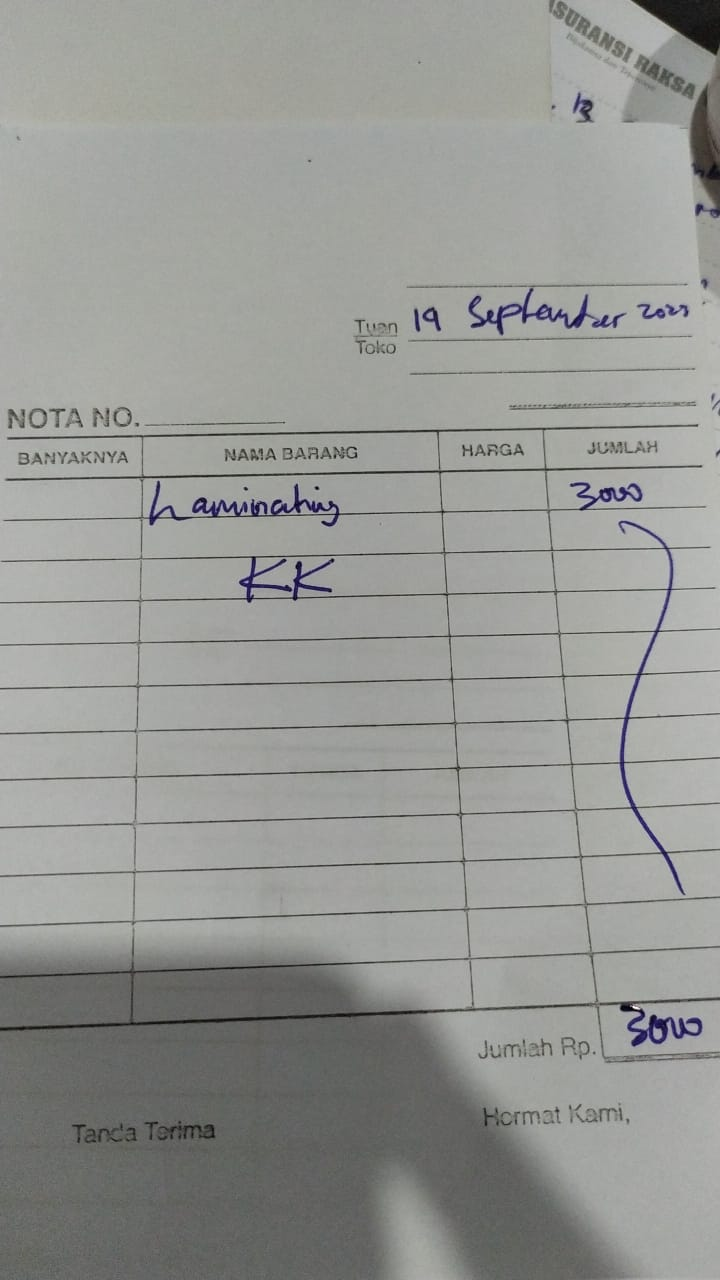 ASURANSI RAKSA
13
Tuan 19 September 2023
Toko
NOTA NO.
BANYAKNYA NAMA BARANG HARGA JUMLAH
Laminating 3000
KK
Jumlah Rp. 3000
Tanda Terima Hormat Kami,